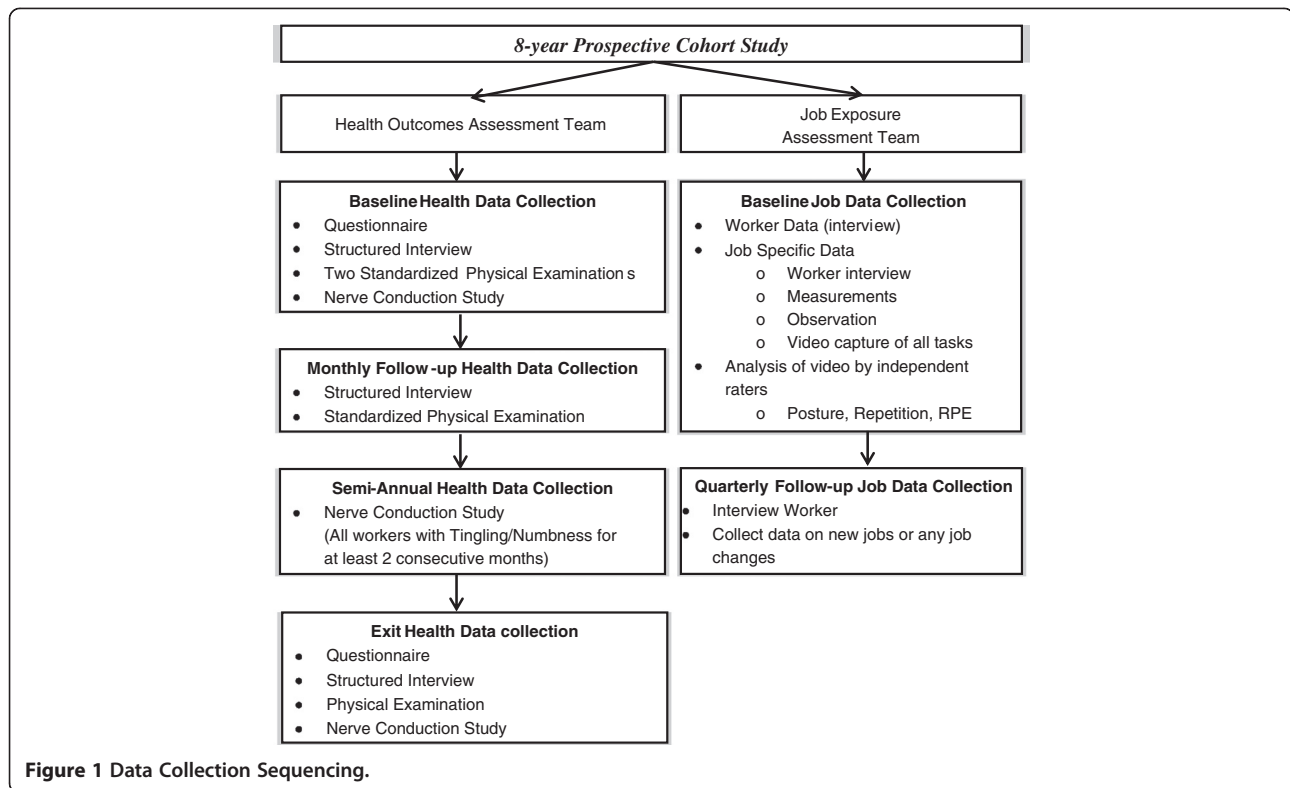 8-year Prospective Cohort Study
Health Outcomes Assessment Team
Job Exposure
Assessment Team
Baseline Health Data Collection
• Questionnaire
• Structured Interview
• Two Standardized Physical Examinations
• Nerve Conduction Study
Monthly Follow-up Health Data Collection
• Structured Interview
• Standardized Physical Examination
Semi-Annual Health Data Collection
• Nerve Conduction Study
(All workers with Tingling/Numbness for
at least 2 consecutive months)
Exit Health Data collection
• Questionnaire
• Structured Interview
• Physical Examination
• Nerve Conduction Study
Baseline Job Data Collection
• Worker Data (interview)
• Job Specific Data
o Worker interview
o Measurements
o Observation
o Video capture of all tasks
• Analysis of video by independent
raters
o Posture, Repetition, RPE
Quarterly Follow-up Job Data Collection
• Interview Worker
• Collect data on new jobs or any job
changes
Figure 1 Data Collection Sequencing.